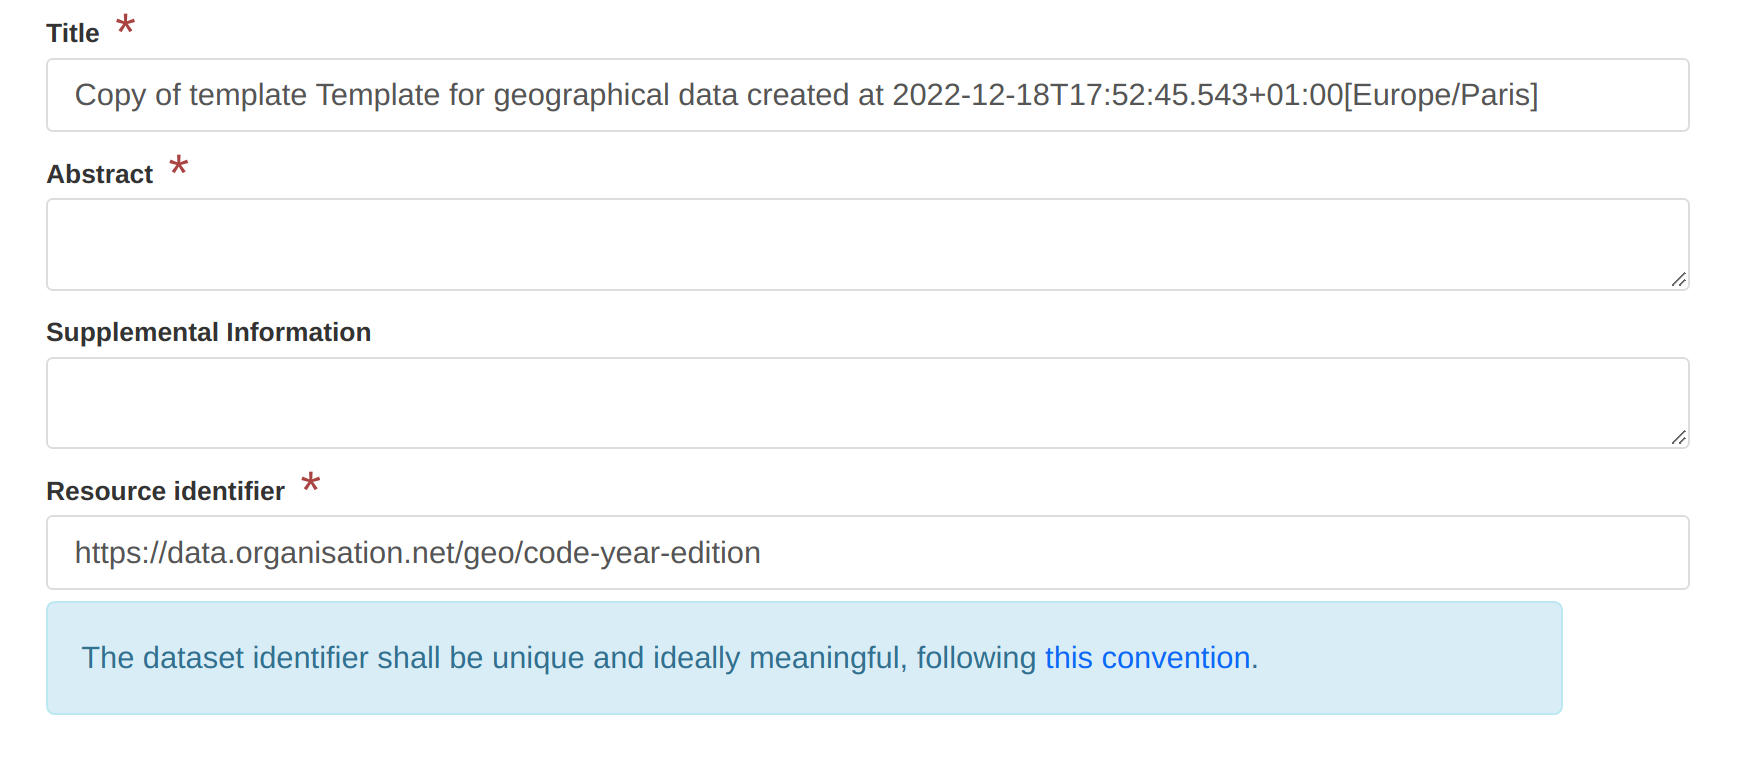 Title *
Copy of template Template for geographical data created at 2022-12-18T17:52:45.543+01:00[Europe/Paris]
Abstract *
Supplemental Information
Resource identifier *
https://data.organisation.net/geo/code-year-edition
The dataset identifier shall be unique and ideally meaningful, following this convention.